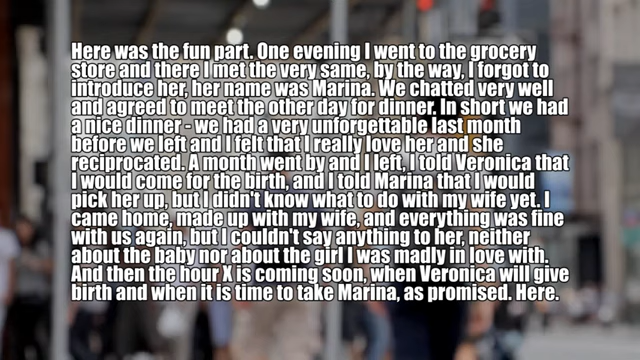 Here was the fun part. One evening I went to the grocery
store and there I met the very same, by the way, I forgot to
introduce her, her name was Marina. We chatted very well
and agreed to meet the other day for dinner. In short we had
a nice dinner - we had a very unforgettable last month
before we left and I felt that I really love her and she
reciprocated. A month went by and I left, I told Veronica that
I would come for the birth, and I told Marina that I would
pick her up, but I didn't know what to do with my wife yet. I
came home, made up with my wife, and everything was fine
with us again, but I couldn't say anything to her, neither
about the baby nor about the girl I was madly in love with.
And then the hour X is coming soon, when Veronica will give
birth and when it is time to take Marina, as promised. Here.